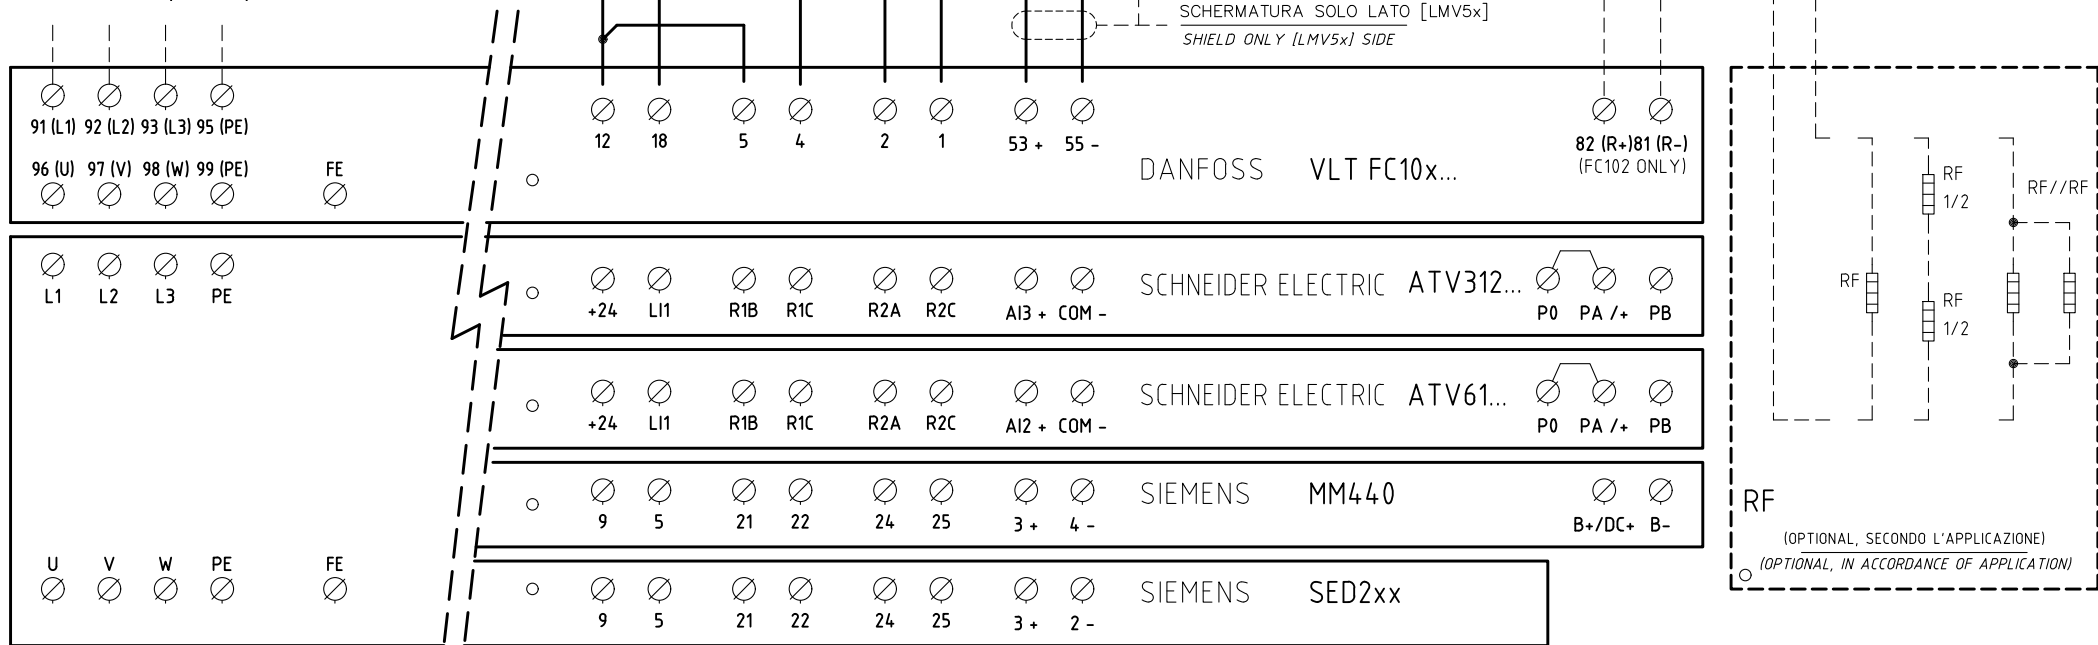 SCHERMATURA SOLO LATO [LMV5x]
SHIELD ONLY [LMV5x] SIDE
91 (L1) 92 (L2) 93 (L3) 95 (PE)
12 18 5 4 2 1 53 + 55 -
82 (R+) 81 (R-)
(FC102 ONLY)
96 (U) 97 (V) 98 (W) 99 (PE) FE
DANFOSS VLT FC10x...
L1 L2 L3 PE
SCHNEIDER ELECTRIC ATV312...
+24 LI1 R1B R1C R2A R2C AI3 + COM - P0 PA /+ PB
SCHNEIDER ELECTRIC ATV61...
+24 LI1 R1B R1C R2A R2C AI2 + COM - P0 PA /+ PB
SIEMENS MM440
9 5 21 22 24 25 3 + 4 - B+/DC+ B-
U V W PE FE
SIEMENS SED2xx
9 5 21 22 24 25 3 + 2 -
RF
1/2
RF//RF
RF
RF
1/2
RF
(OPTIONAL, SECONDO L'APPLICAZIONE)
(OPTIONAL, IN ACCORDANCE OF APPLICATION)